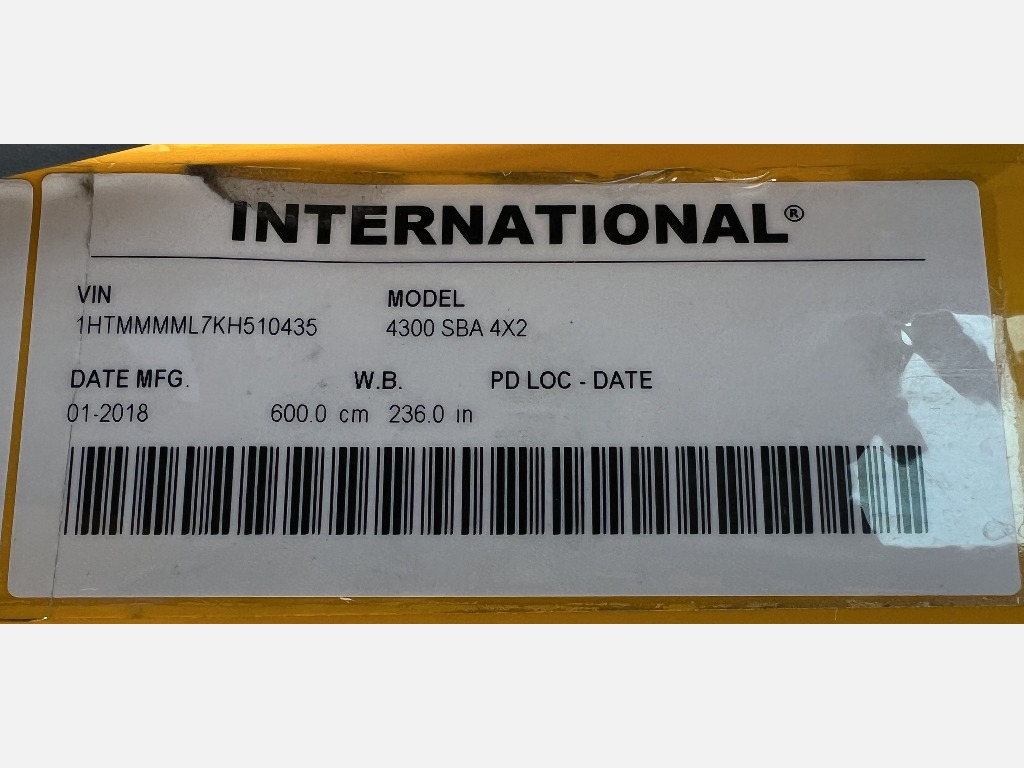 INTERNATIONAL®
VIN MODEL
1HTMMMML7KH510435 4300 SBA 4X2
DATE MFG. W.B. PD LOC - DATE
01-2018 600.0 cm 236.0 in